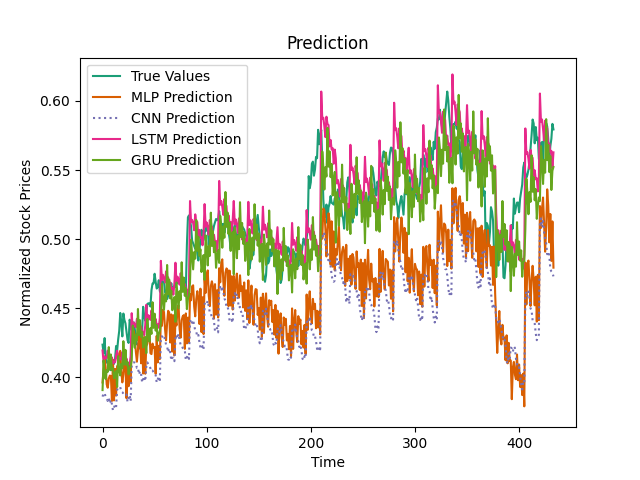 Prediction
True Values
MLP Prediction
CNN Prediction
LSTM Prediction
GRU Prediction
Normalized Stock Prices
0.60
0.55
0.50
0.45
0.40
0
100
200
300
400
Time